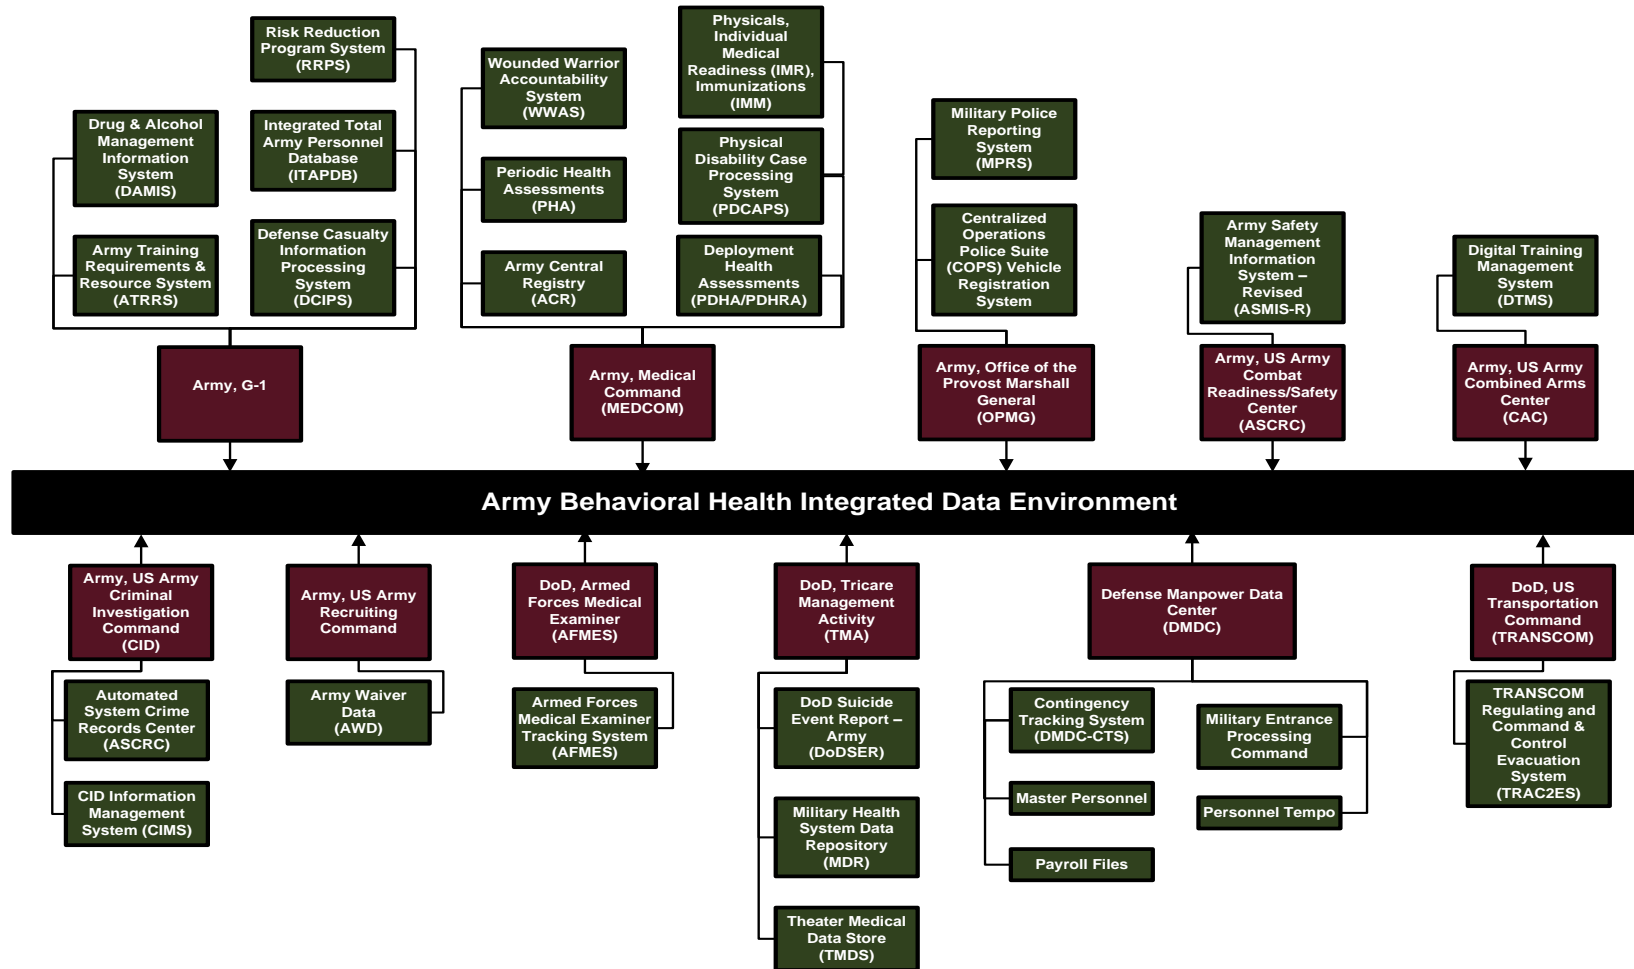 Risk Reduction
Program System
(RRPS)
Drug & Alcohol
Management
Information
System
(DAMIS)
Integrated Total
Army Personnel
Database
(ITAPDB)
Army Training
Requirements &
Resource System
(ATRRS)
Defense Casualty
Information
Processing
System
(DCIPS)
Wounded Warrior
Accountability
System
(WWAS)
Physicals,
Individual
Medical
Readiness (IMR),
Immunizations
(IMM)
Periodic Health
Assessments
(PHA)
Physical
Disability Case
Processing
System
(PDCAPS)
Army Central
Registry
(ACR)
Deployment
Health
Assessments
(PDHA/PDHRA)
Military Police
Reporting
System
(MPRS)
Centralized
Operations
Police Suite
(COPS) Vehicle
Registration
System
Army Safety
Management
Information
System –
Revised
(ASMIS-R)
Digital Training
Management
System
(DTMS)
Army, G-1
Army, Medical
Command
(MEDCOM)
Army, Office of the
Provost Marshall
General
(OPMG)
Army, US Army
Combat
Readiness/Safety
Center
(ASCRC)
Army, US Army
Combined Arms
Center
(CAC)
Army Behavioral Health Integrated Data Environment
Army, US Army
Criminal
Investigation
Command
(CID)
Army, US Army
Recruiting
Command
DoD, Armed
Forces Medical
Examiner
(AFMES)
DoD, Tricare
Management
Activity
(TMA)
Defense Manpower Data
Center
(DMDC)
DoD, US
Transportation
Command
(TRANSCOM)
Automated
System Crime
Records Center
(ASCRC)
CID Information
Management
System (CIMS)
Army Waiver
Data
(AWD)
Armed Forces
Medical Examiner
Tracking System
(AFMES)
DoD Suicide
Event Report –
Army
(DoDSER)
Military Health
System Data
Repository
(MDR)
Theater Medical
Data Store
(TMDS)
Contingency
Tracking System
(DMDC-CTS)
Master Personnel
Payroll Files
Military Entrance
Processing
Command
Personnel Tempo
TRANSCOM
Regulating and
Command &
Control
Evacuation
System
(TRAC2ES)